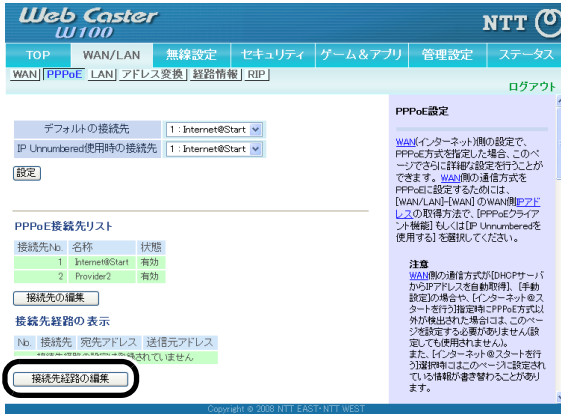 Web Caster
W100
NTT
TOP WAN/LAN 無線設定 セキュリティ ゲーム&アプリ 管理設定 ステータス
WAN PPPoE LAN アドレス変換 経路情報 RIP
ログアウト
デフォルトの接続先 1 : Internet@Start
IP Unnumbered使用時の接続先 1 : Internet@Start
設定
PPPoE接続先リスト
接続先No. 名称 状態
1 Internet@Start 有効
2 Provider2 有効
接続先の編集
接続先経路の表示
No. 接続先 宛先アドレス 送信元アドレス
接続先経路の設定は登録されていません
接続先経路の編集
PPPoE設定
WAN(インターネット)側の設定で、
PPPoE方式を指定した場合、このペ
ージでさらに詳細な設定を行うことが
できます。WAN側の通信方式を
PPPoEに設定するためには、
[WAN/LAN]-[WAN] のWAN側IPアド
レスの取得方法で、[PPPoEクライア
ント機能] もしくは[IP Unnumberedを
使用する] を選択してください。
注意
WAN側の通信方式が[DHCPサーバ
からIPアドレスを自動取得]、[手動
設定]の場合や、[インターネット@ス
タートを行う]指定時にPPPoE方式以
外が検出された場合には、このペー
ジを設定する必要がありません(設
定しても使用されません)。
また、[インターネット@スタートを行
う]選択時にはこのページに設定され
ている情報が書き替わることがあり
ます。
Copyright © 2008 NTT EAST・NTT WEST